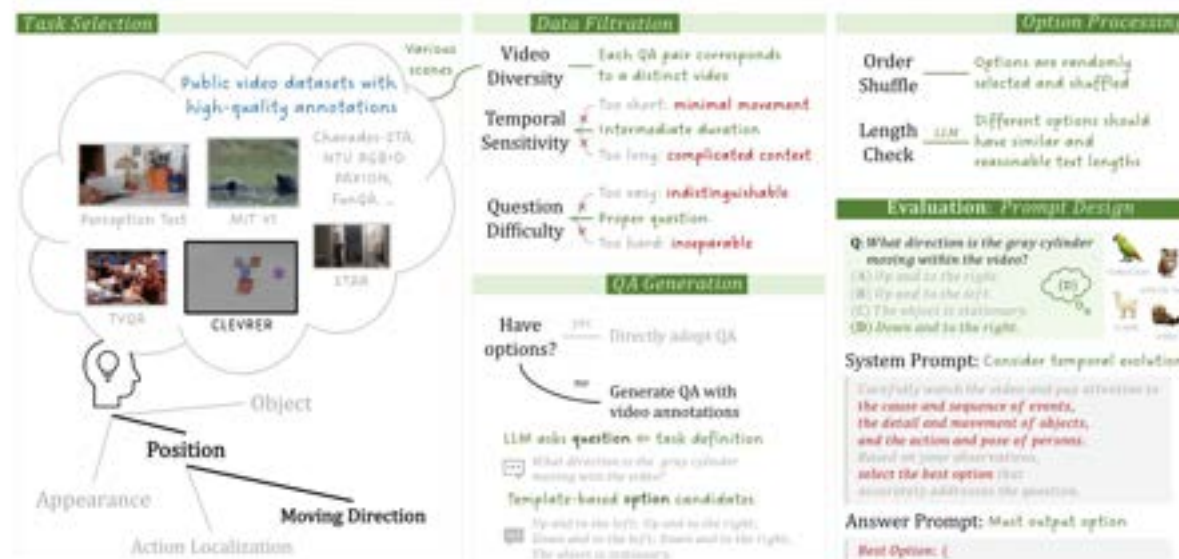 Task Selection
Various
scenes
Public video datasets with
high-quality annotations
Charades-STA,
NTU RGB+D
PAXION,
FunQA, ...
Perception Test
MiT V1
TVQA
CLEVRER
STAR
Object
Position
Appearance
Moving Direction
Action Localization
Data Filtration
Video
Diversity
Each QA pair corresponds
to a distinct video
Temporal
Sensitivity
Too short: minimal movement
Intermediate duration
Too long: complicated context
Question
Difficulty
Too easy: indistinguishable
Proper question
Too hard: inseparable
QA Generation
Have
options?
yes
Directly adopt QA
no
Generate QA with
video annotations
LLM asks question ⇐ task definition
What direction is the gray cylinder
moving within the video?
Template-based option candidates
Up and to the left; Up and to the right;
Down and to the left; Down and to the right;
The object is stationary.
Option Processing
Order
Shuffle
Options are randomly
selected and shuffled
Length
Check
LLM
Different options should
have similar and
reasonable text lengths
Evaluation: Prompt Design
Q: What direction is the gray cylinder
moving within the video?
(A) Up and to the right.
(B) Up and to the left.
(C) The object is stationary.
(D) Down and to the right.
(D)
System Prompt: Consider temporal evolution
Carefully watch the video and pay attention to
the cause and sequence of events,
the detail and movement of objects,
and the action and pose of persons.
Based on your observations,
select the best option that
accurately addresses the question.
Answer Prompt: Must output option
Best Option: (